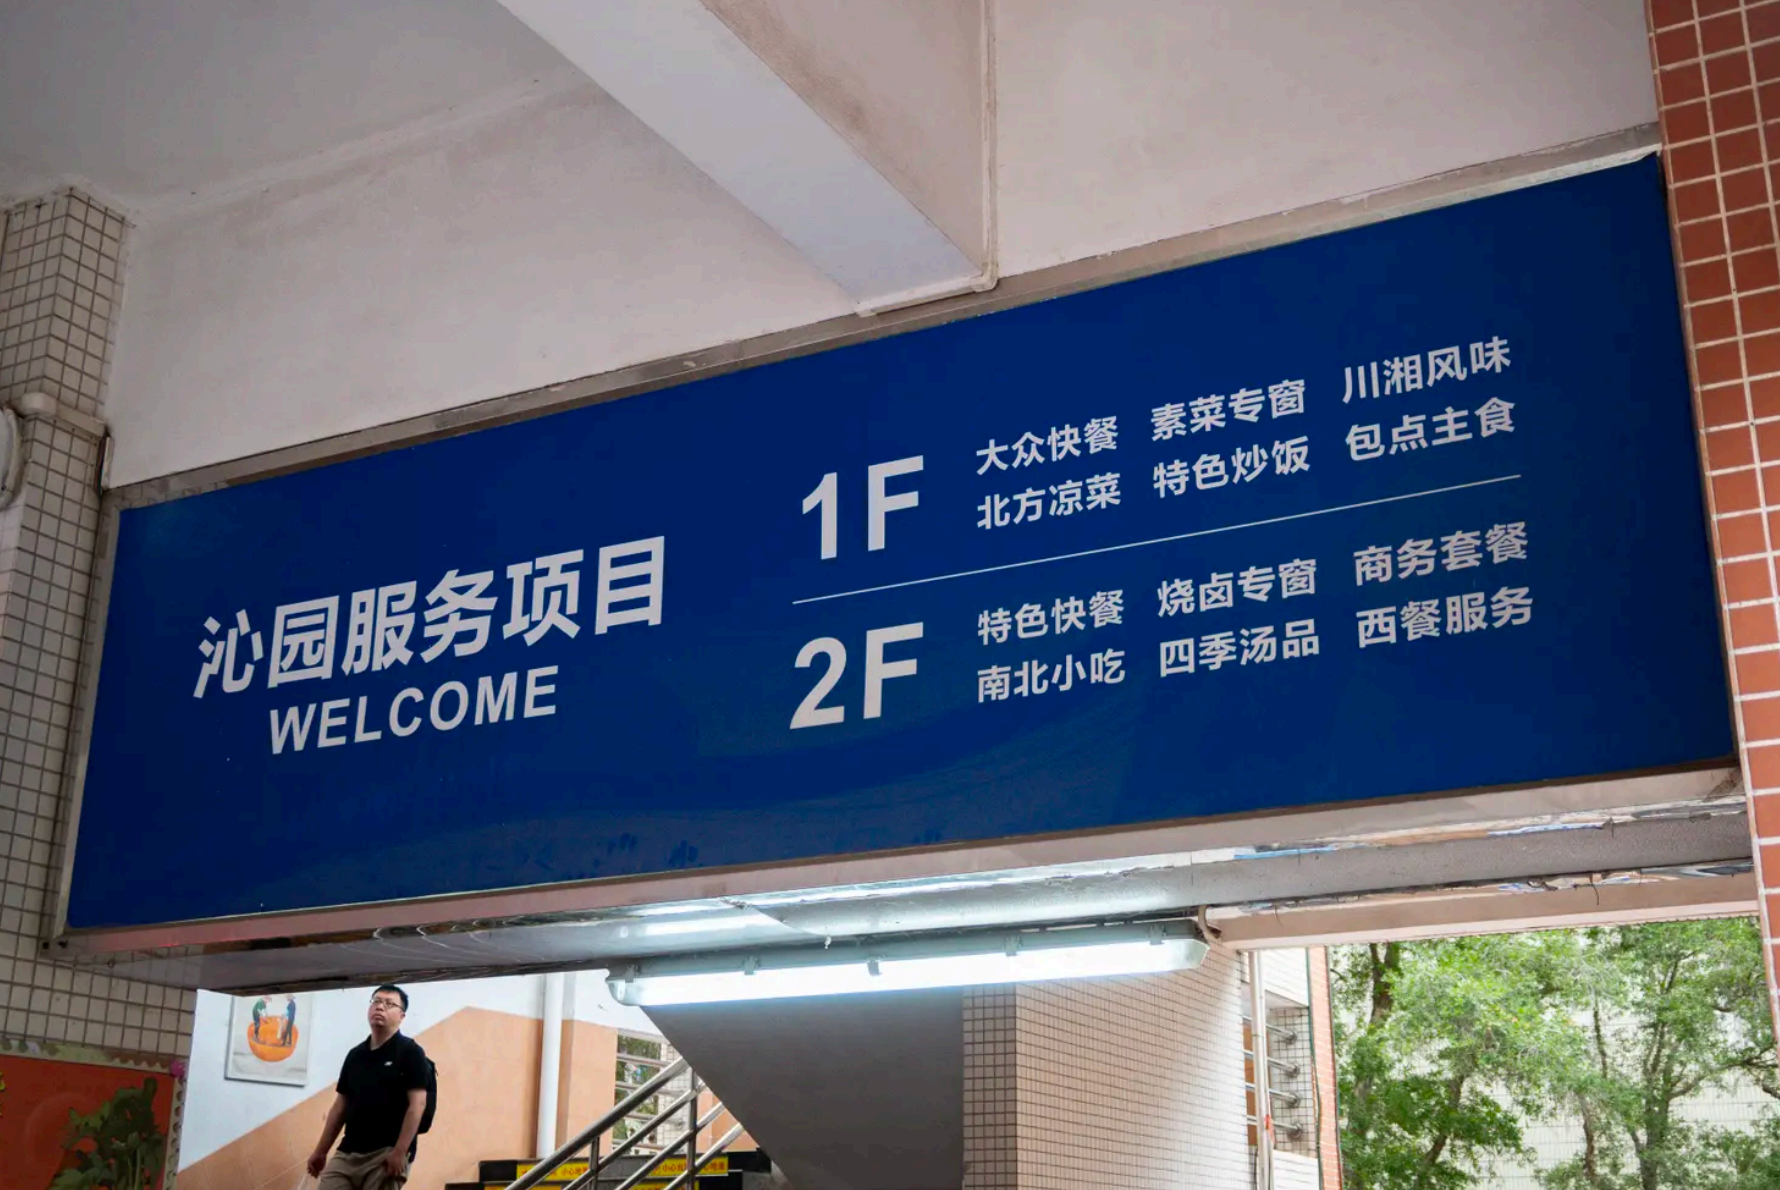 沁园服务项目
WELCOME
1F
大众快餐 素菜专窗 川湘风味
北方凉菜 特色炒饭 包点主食
2F
特色快餐 烧卤专窗 商务套餐
南北小吃 四季汤品 西餐服务